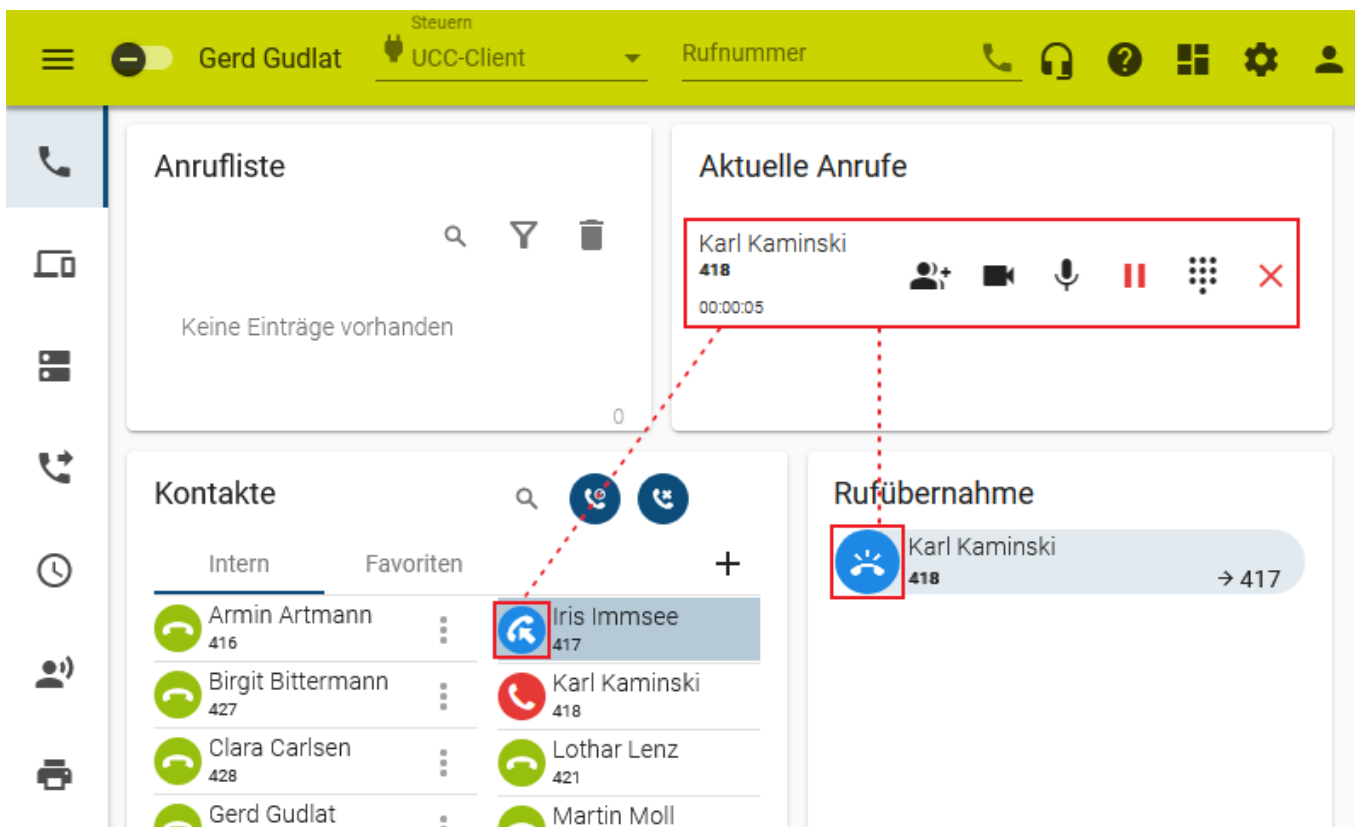 Steuern
Gerd Gudlat
UCC-Client
Rufnummer
Anrufliste
Keine Einträge vorhanden
0
Aktuelle Anrufe
Karl Kaminski
418
00:00:05
Kontakte
Intern
Favoriten
Armin Artmann
416
Birgit Bittermann
427
Clara Carlsen
428
Gerd Gudlat
Iris Immsee
417
Karl Kaminski
418
Lothar Lenz
421
Martin Moll
Rufübernahme
Karl Kaminski
418
→ 417